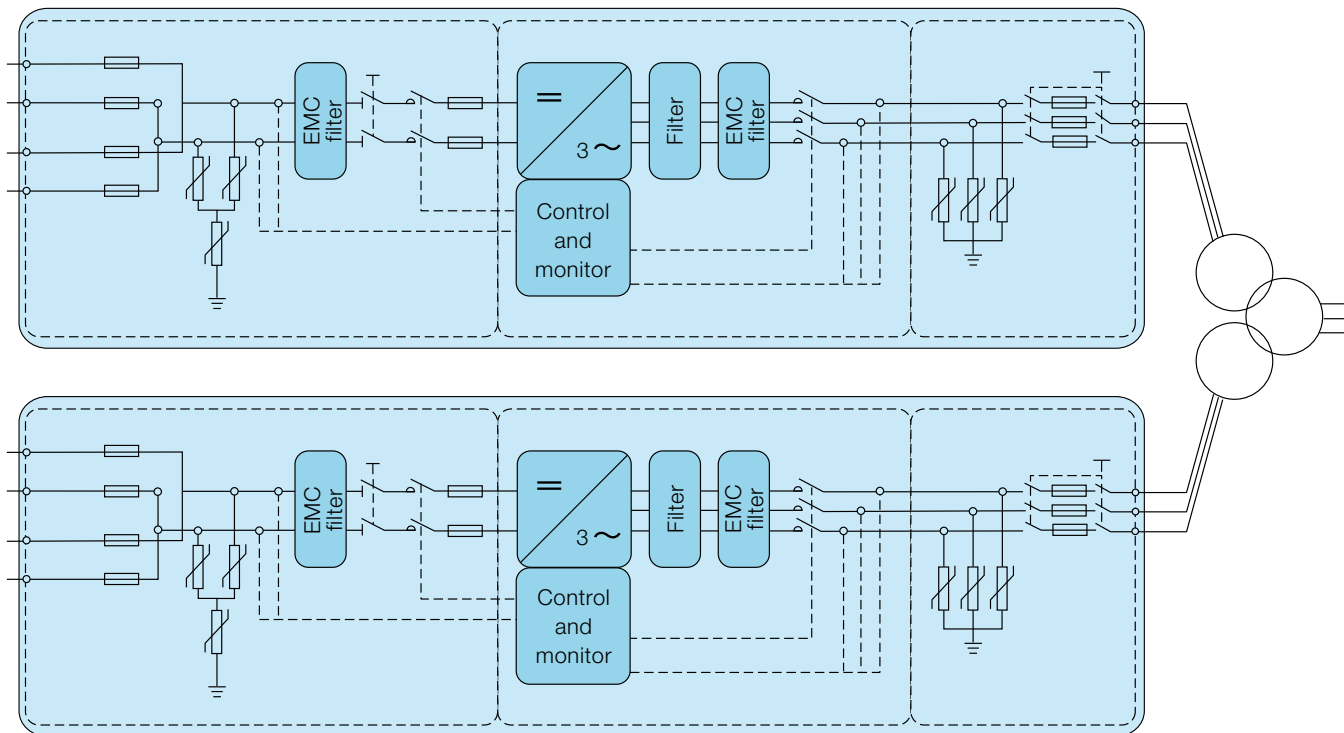 EMC
filter
=
3 ~
Filter
EMC
filter
Control
and
monitor
EMC
filter
=
3 ~
Filter
EMC
filter
Control
and
monitor